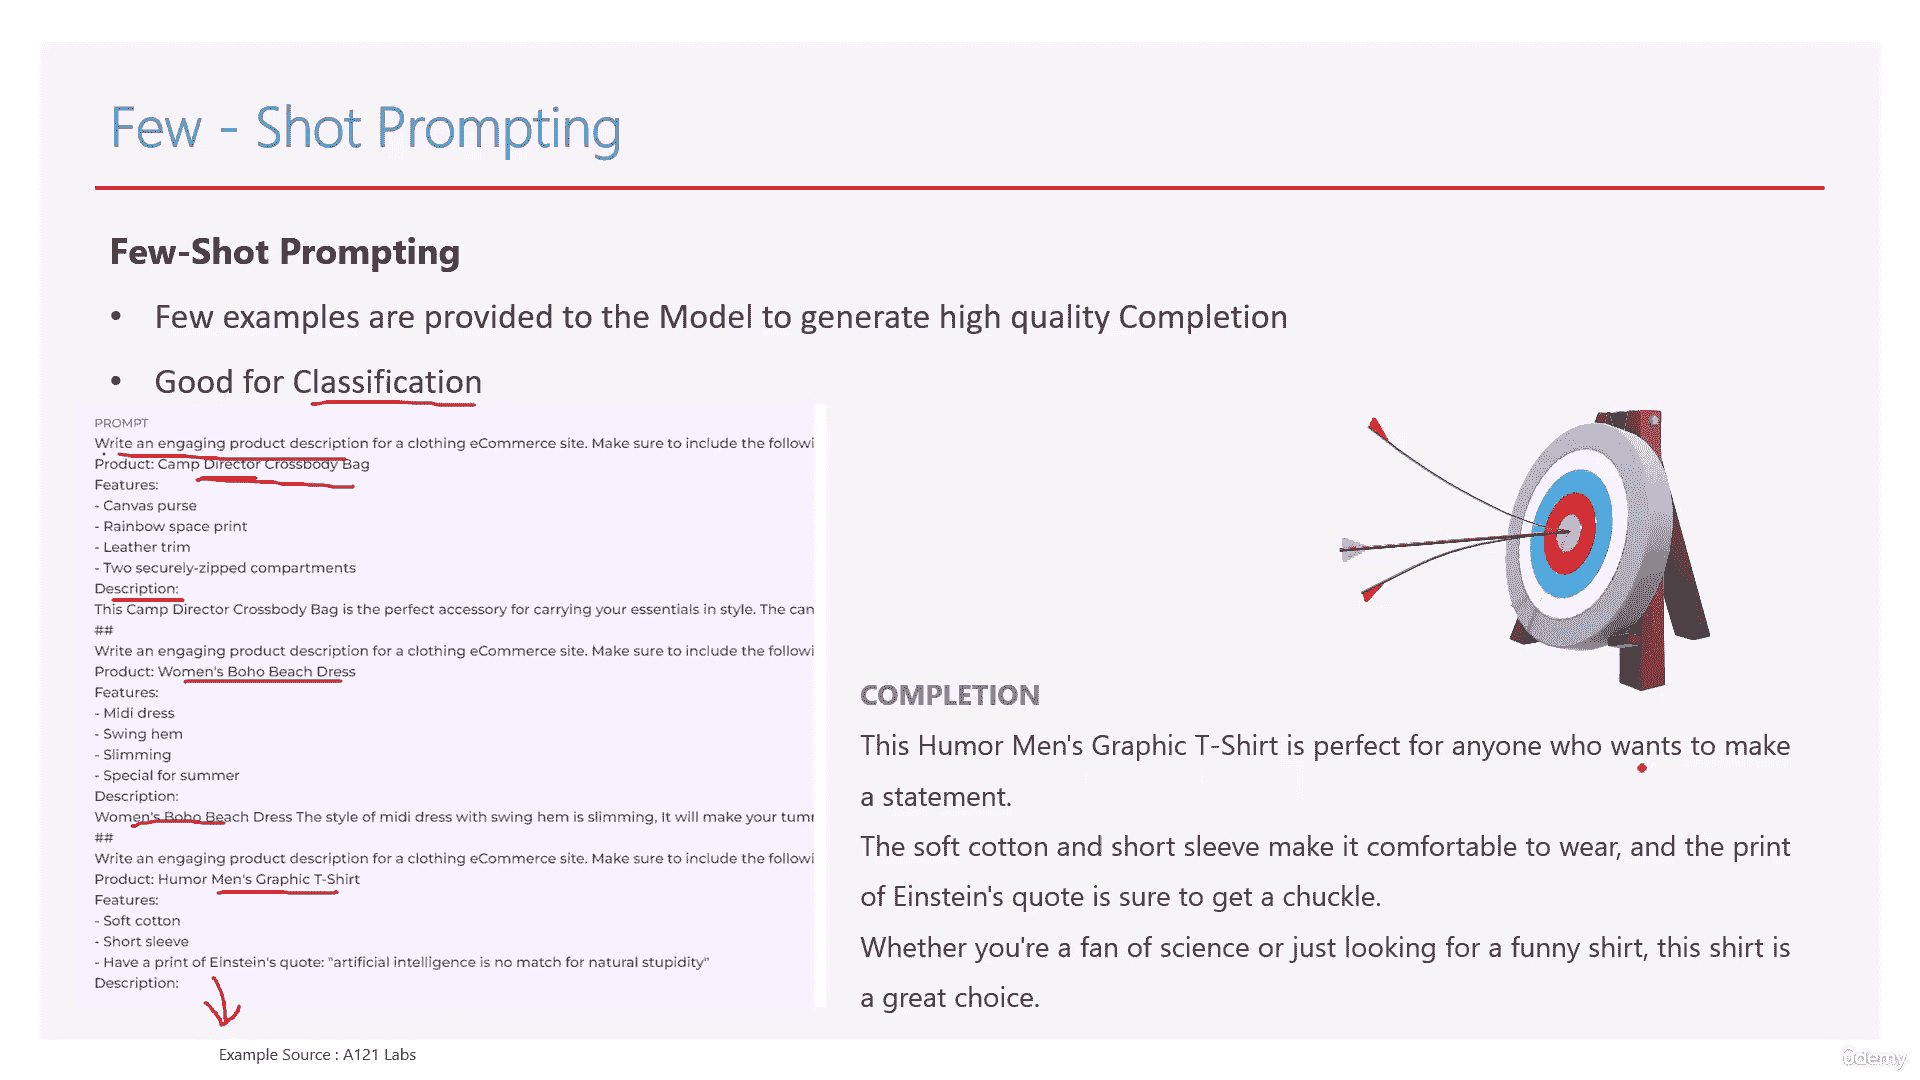 Few - Shot Prompting
Few-Shot Prompting
• Few examples are provided to the Model to generate high quality Completion
• Good for Classification
PROMPT
Write an engaging product description for a clothing eCommerce site. Make sure to include the followi
Product: Camp Director Crossbody Bag
Features:
- Canvas purse
- Rainbow space print
- Leather trim
- Two securely-zipped compartments
Description:
This Camp Director Crossbody Bag is the perfect accessory for carrying your essentials in style. The can
##
Write an engaging product description for a clothing eCommerce site. Make sure to include the followi
Product: Women's Boho Beach Dress
Features:
- Midi dress
- Swing hem
- Slimming
- Special for summer
Description:
Women's Boho Beach Dress The style of midi dress with swing hem is slimming, It will make your tum
##
Write an engaging product description for a clothing eCommerce site. Make sure to include the followi
Product: Humor Men's Graphic T-Shirt
Features:
- Soft cotton
- Short sleeve
- Have a print of Einstein's quote: "artificial intelligence is no match for natural stupidity"
Description:
COMPLETION
This Humor Men's Graphic T-Shirt is perfect for anyone who wants to make
a statement.
The soft cotton and short sleeve make it comfortable to wear, and the print
of Einstein's quote is sure to get a chuckle.
Whether you're a fan of science or just looking for a funny shirt, this shirt is
a great choice.
Example Source : A121 Labs
ûdemy